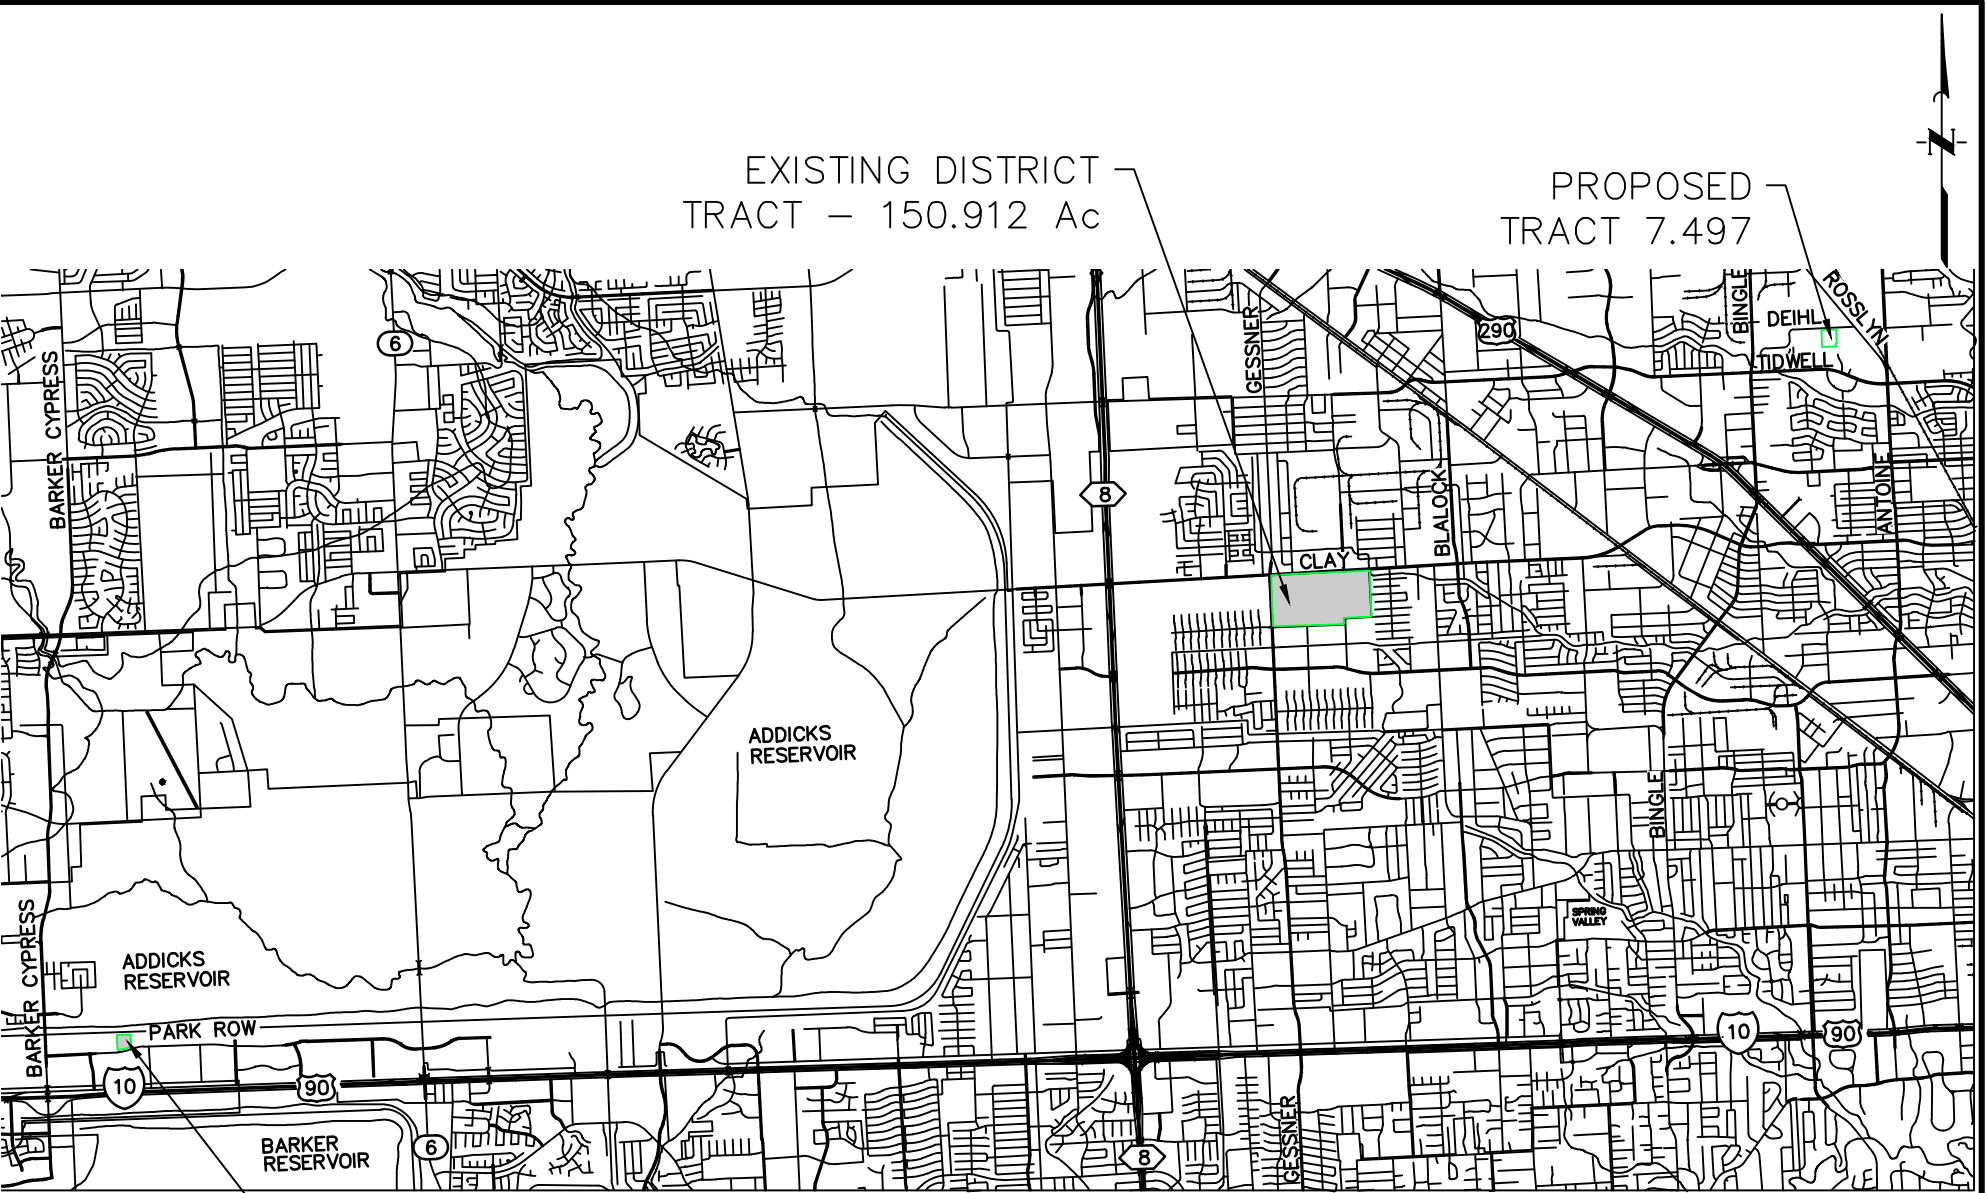 EXISTING DISTRICT
TRACT – 150.912 Ac
PROPOSED
TRACT 7.497
N
ROSSLYN
BINGLE
DEIHL
TIDWELL
290
GESSNER
6
BARKER CYPRESS
ANTOINE
BLALOCK
8
CLAY
ADDICKS
RESERVOIR
BINGLE
SPRING
VALLEY
BARKER CYPRESS
ADDICKS
RESERVOIR
PARK ROW
10
90
10
90
BARKER
RESERVOIR
6
GESSNER
8